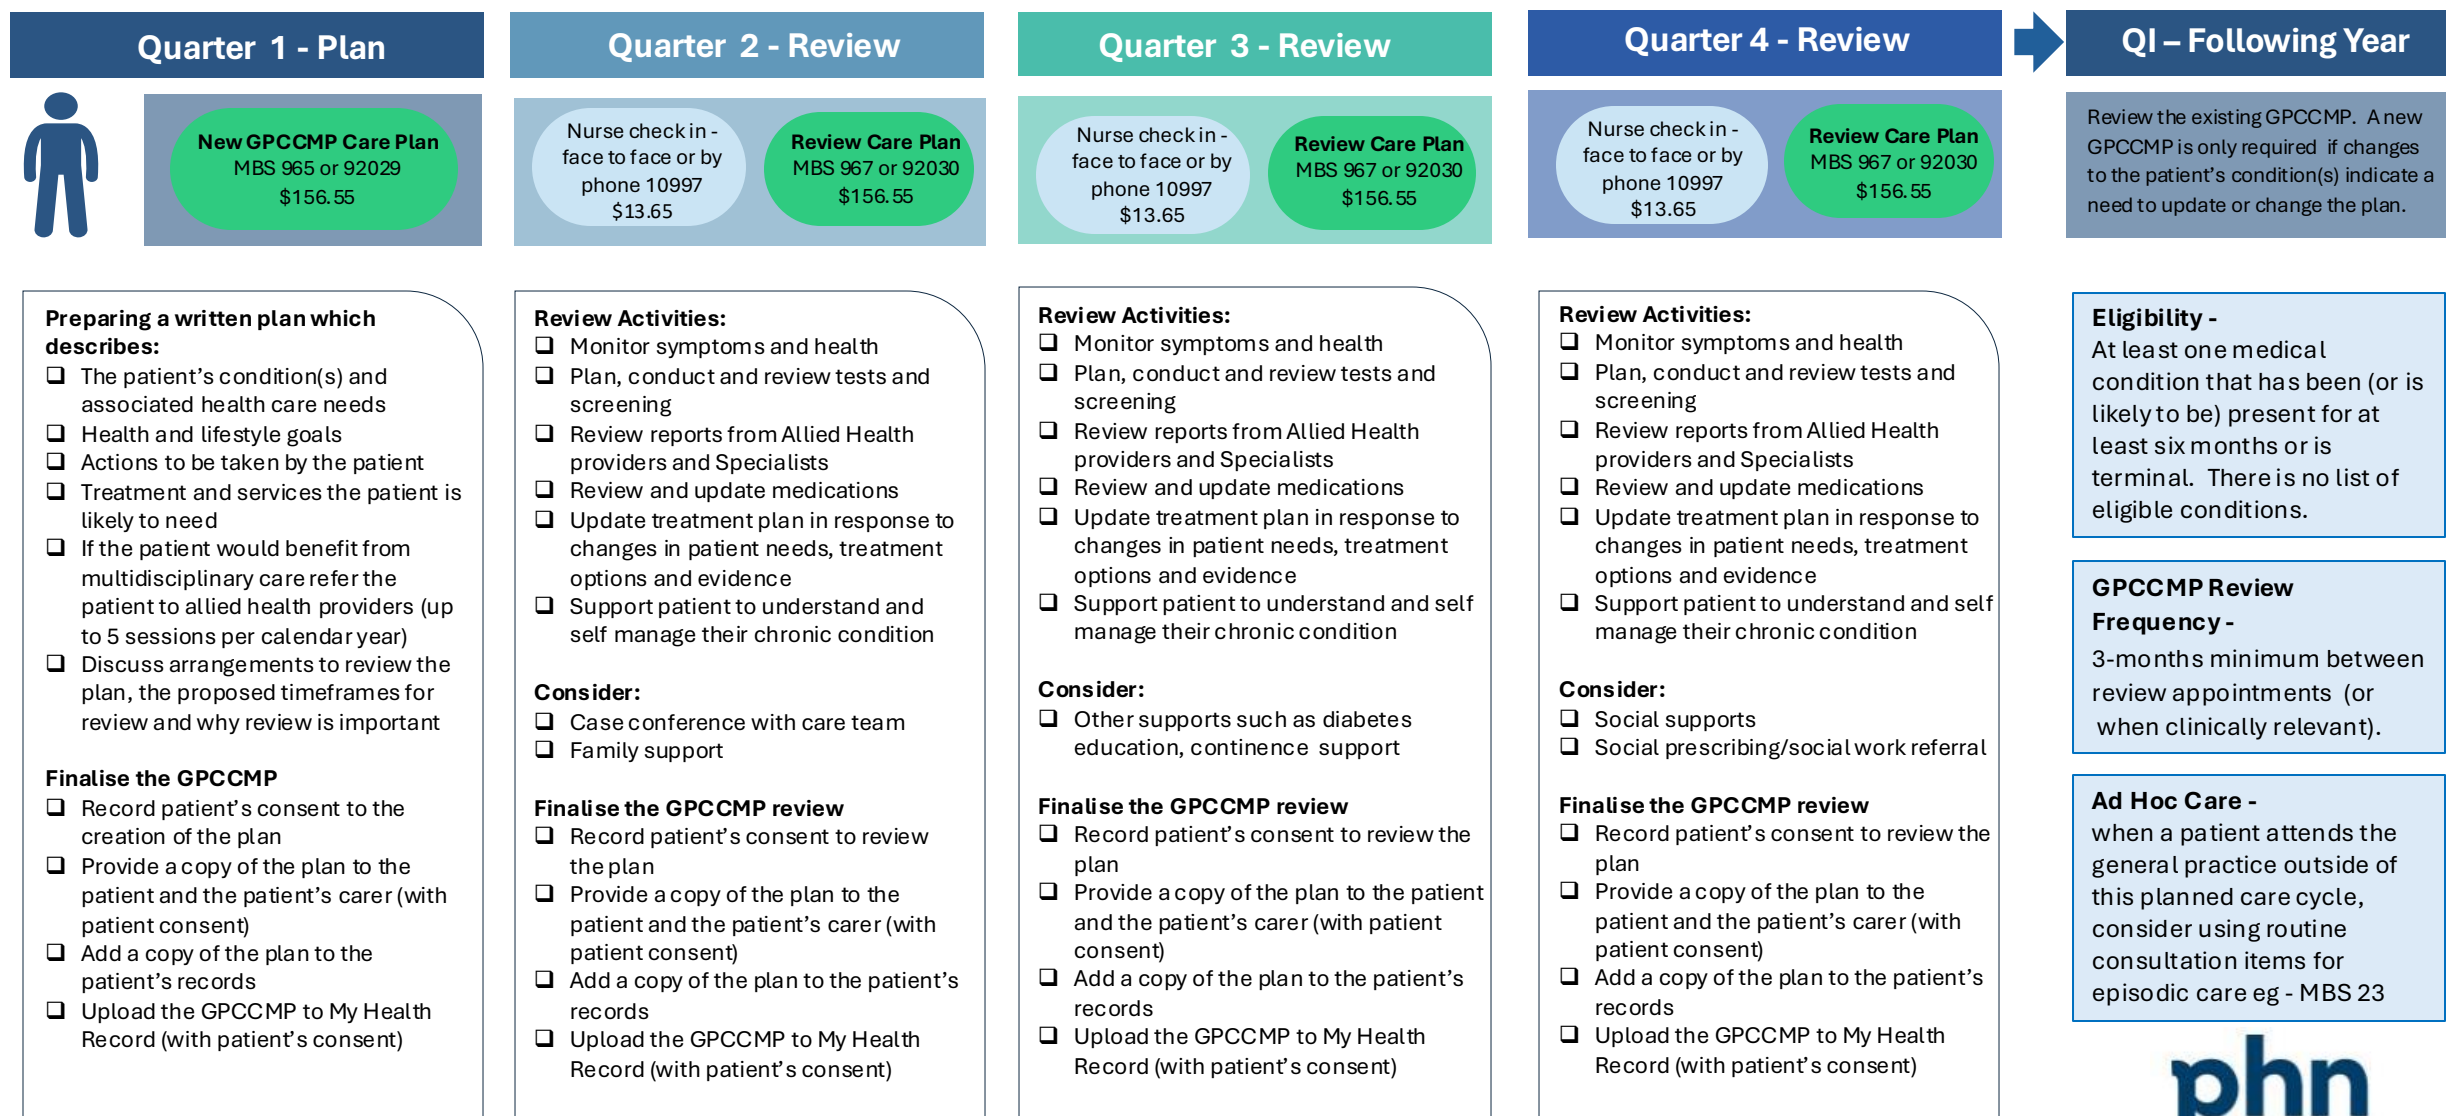 Quarter 1 - Plan
New GPCCMP Care Plan
MBS 965 or 92029
$156.55
Preparing a written plan which
describes:
❑ The patient's condition(s) and
associated health care needs
❑ Health and lifestyle goals
❑ Actions to be taken by the patient
❑ Treatment and services the patient is
likely to need
❑ If the patient would benefit from
multidisciplinary care refer the
patient to allied health providers (up
to 5 sessions per calendar year)
❑ Discuss arrangements to review the
plan, the proposed timeframes for
review and why review is important
Finalise the GPCCMP
❑ Record patient's consent to the
creation of the plan
❑ Provide a copy of the plan to the
patient and the patient's carer (with
patient consent)
❑ Add a copy of the plan to the
patient's records
❑ Upload the GPCCMP to My Health
Record (with patient's consent)
Quarter 2 - Review
Nurse check in -
face to face or by
phone 10997
$13.65
Review Care Plan
MBS 967 or 92030
$156.55
Review Activities:
❑ Monitor symptoms and health
❑ Plan, conduct and review tests and
screening
❑ Review reports from Allied Health
providers and Specialists
❑ Review and update medications
❑ Update treatment plan in response to
changes in patient needs, treatment
options and evidence
❑ Support patient to understand and
self manage their chronic condition
Consider:
❑ Case conference with care team
❑ Family support
Finalise the GPCCMP review
❑ Record patient's consent to review
the plan
❑ Provide a copy of the plan to the
patient and the patient's carer (with
patient consent)
❑ Add a copy of the plan to the patient's
records
❑ Upload the GPCCMP to My Health
Record (with patient's consent)
Quarter 3 - Review
Nurse check in -
face to face or by
phone 10997
$13.65
Review Care Plan
MBS 967 or 92030
$156.55
Review Activities:
❑ Monitor symptoms and health
❑ Plan, conduct and review tests and
screening
❑ Review reports from Allied Health
providers and Specialists
❑ Review and update medications
❑ Update treatment plan in response to
changes in patient needs, treatment
options and evidence
❑ Support patient to understand and self
manage their chronic condition
Consider:
❑ Other supports such as diabetes
education, continence support
Finalise the GPCCMP review
❑ Record patient's consent to review the
plan
❑ Provide a copy of the plan to the patient
and the patient's carer (with patient
consent)
❑ Add a copy of the plan to the patient's
records
❑ Upload the GPCCMP to My Health
Record (with patient's consent)
Quarter 4 - Review
Nurse check in -
face to face or by
phone 10997
$13.65
Review Care Plan
MBS 967 or 92030
$156.55
Review Activities:
❑ Monitor symptoms and health
❑ Plan, conduct and review tests and
screening
❑ Review reports from Allied Health
providers and Specialists
❑ Review and update medications
❑ Update treatment plan in response to
changes in patient needs, treatment
options and evidence
❑ Support patient to understand and self
manage their chronic condition
Consider:
❑ Social supports
❑ Social prescribing/social work referral
Finalise the GPCCMP review
❑ Record patient's consent to review the
plan
❑ Provide a copy of the plan to the
patient and the patient's carer (with
patient consent)
❑ Add a copy of the plan to the patient's
records
❑ Upload the GPCCMP to My Health
Record (with patient's consent)
QI – Following Year
Review the existing GPCCMP. A new
GPCCMP is only required if changes
to the patient's condition(s) indicate a
need to update or change the plan.
Eligibility -
At least one medical
condition that has been (or is
likely to be) present for at
least six months or is
terminal. There is no list of
eligible conditions.
GPCCMP Review
Frequency -
3-months minimum between
review appointments (or
when clinically relevant).
Ad Hoc Care -
when a patient attends the
general practice outside of
this planned care cycle,
consider using routine
consultation items for
episodic care eg - MBS 23
phn